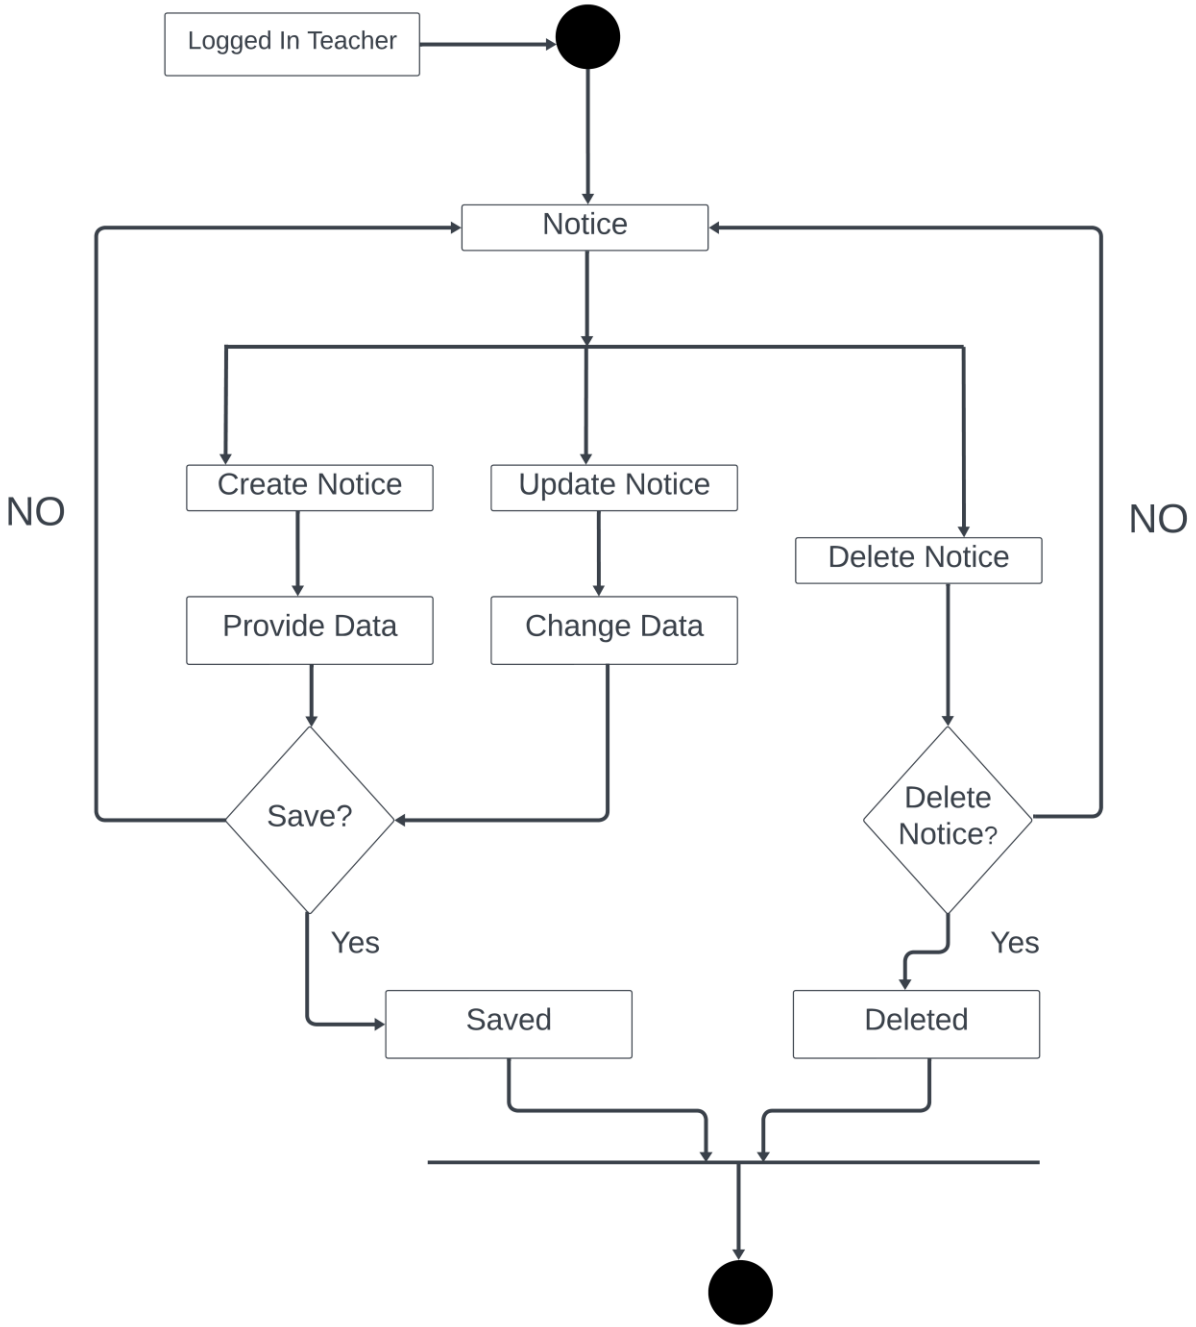 Logged In Teacher
Notice
Create Notice
Update Notice
NO
NO
Delete Notice
Provide Data
Change Data
Save?
Delete
Notice?
Yes
Yes
Saved
Deleted